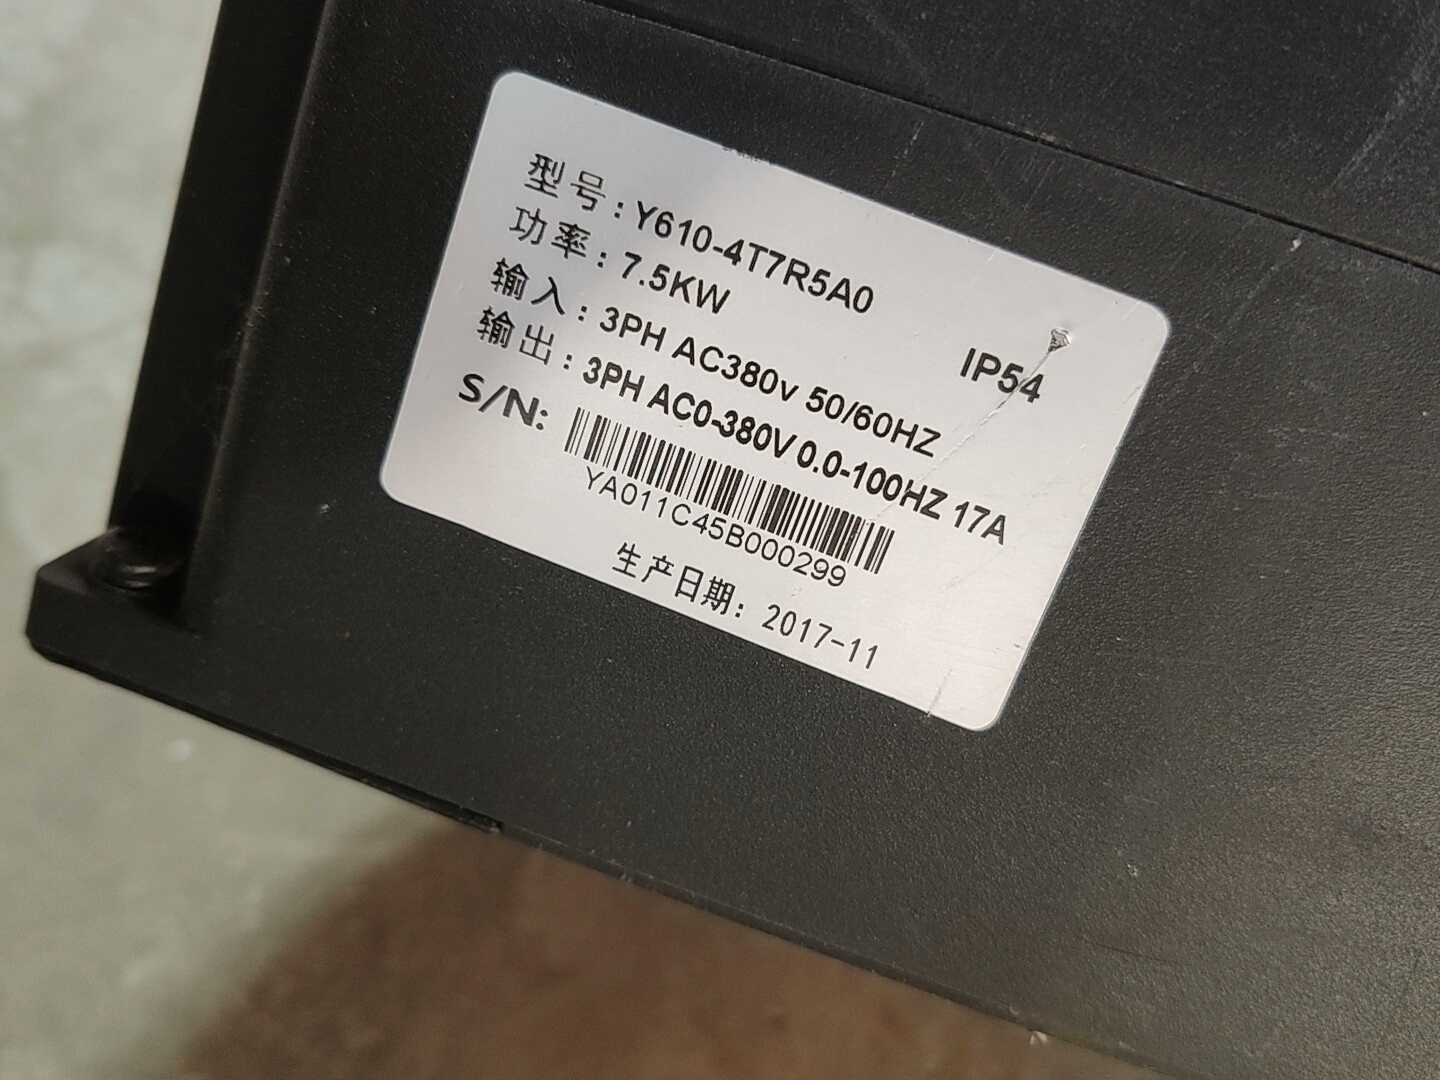 型号：Y610-4T7R5A0
功率：7.5KW
IP54
输入：3PH AC380v 50/60HZ
输出：3PH AC0-380V 0.0-100HZ 17A
S/N:
YA011C45B000299
生产日期：2017-11